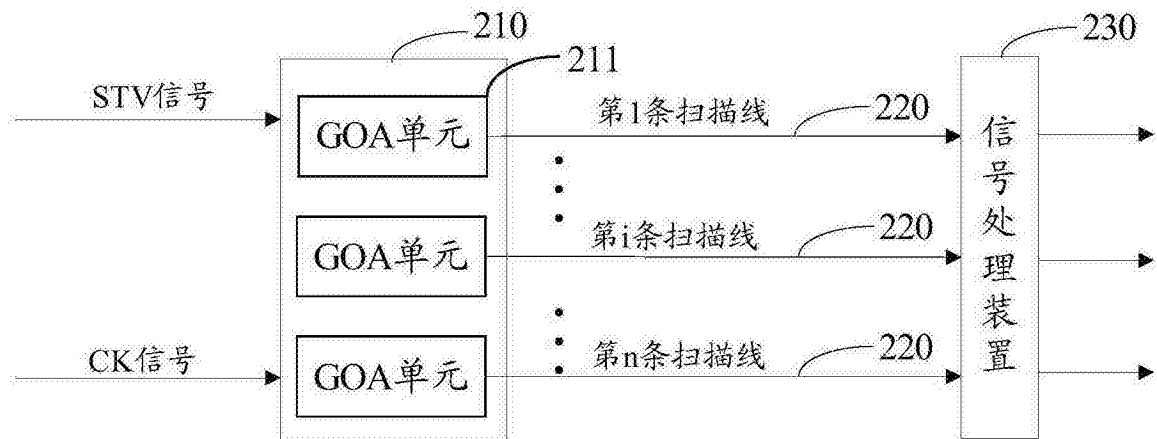 210
230
211
STV信号
GOA单元
第1条扫描线
220
GOA单元
第i条扫描线
220
CK信号
GOA单元
第n条扫描线
220
信号处理装置